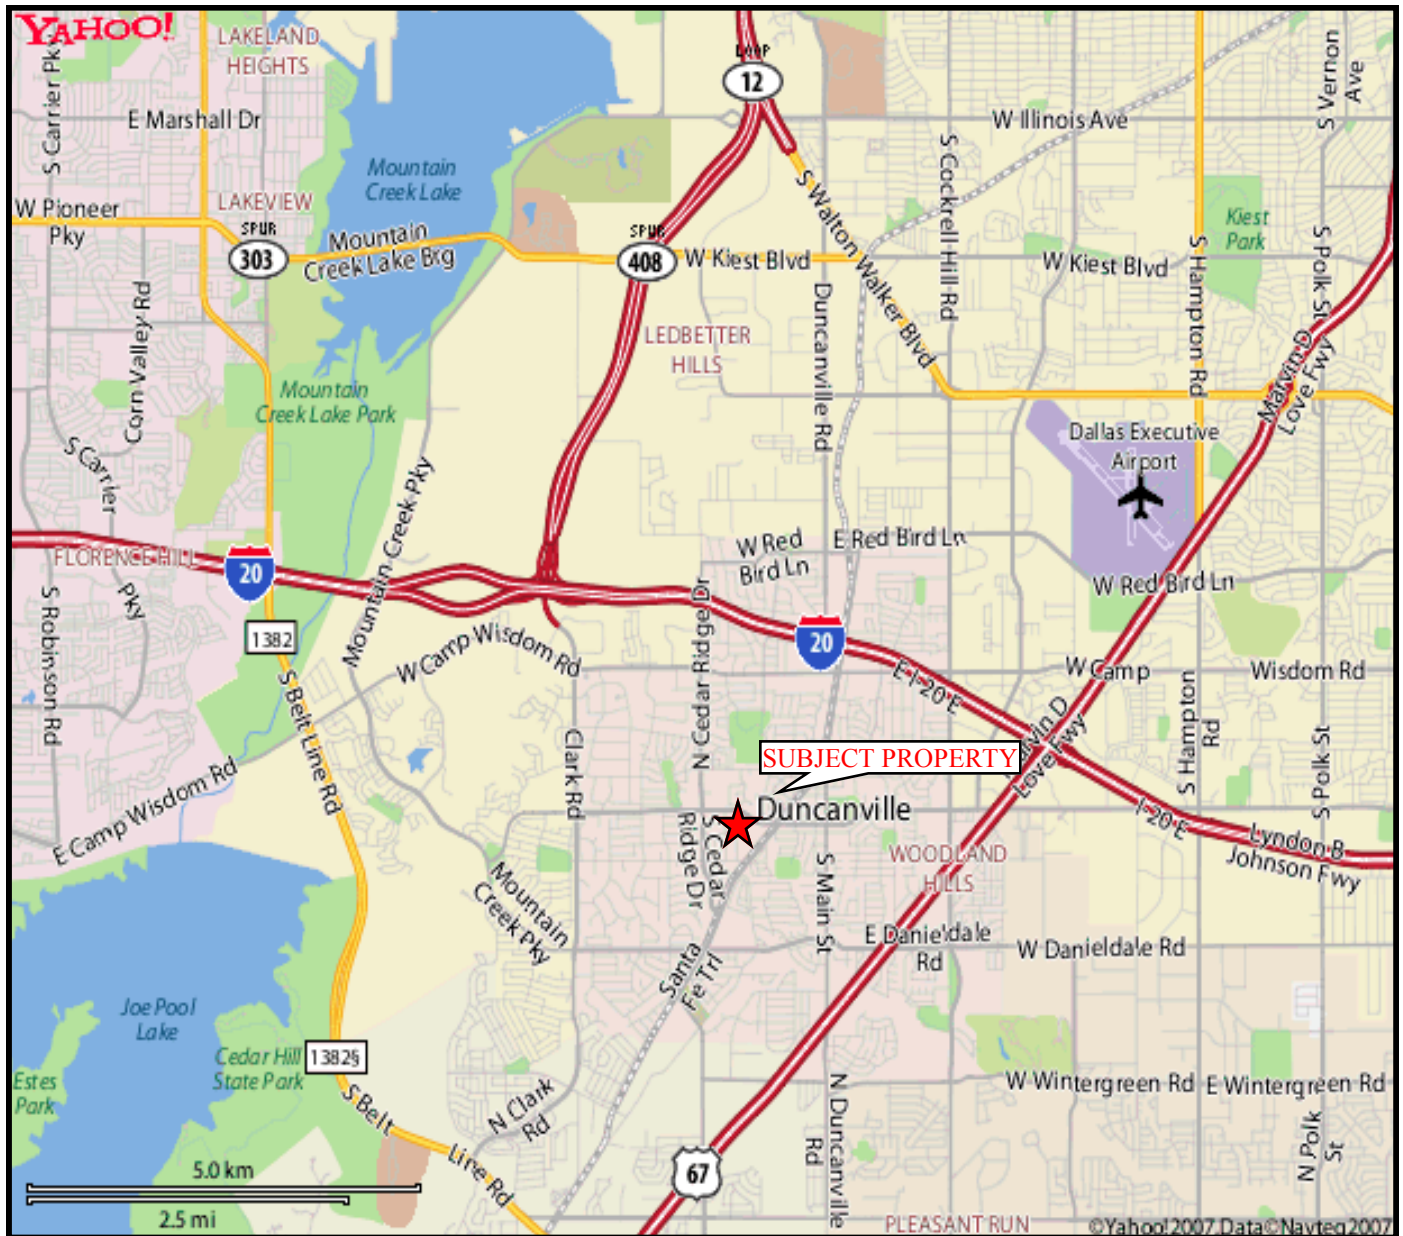 YAHOO!
LAKELAND
HEIGHTS
S Carrier Pky
E Marshall Dr
Mountain
Creek Lake
LOOP
12
W Illinois Ave
S Vernon
Ave
S Cockrell Hill Rd
S Walton Walker Blvd
W Pioneer
Pky
LAKEVIEW
SPUR
303
Mountain
Creek Lake Brg
SPUR
408
W Kiest Blvd
W Kiest Blvd
Kiest
Park
S Polk St
S Hampton Rd
Corn Valley Rd
Duncanville Rd
LEDBETTER
HILLS
Marvin D
Love Fwy
Mountain
Creek Lake Park
S Carrier
Pky
Dallas Executive
Airport
Mountain Creek Pky
W Red
Bird Ln
E Red Bird Ln
W Red Bird Ln
FLORENCE HILL
20
S Robinson Rd
1382
N Cedar Ridge Dr
20
W Camp Wisdom Rd
E I-20 E
W Camp
Wisdom Rd
S Belt Line Rd
Clark Rd
Marvin D
Love Fwy
S Hampton
Rd
S Polk St
SUBJECT PROPERTY
E Camp Wisdom Rd
Duncanville
I-20 E
Lyndon B
Johnson Fwy
S Cedar
Ridge Dr
WOODLAND
HILLS
S Main St
Mountain
Creek Pky
E Danieldale
Rd
W Danieldale Rd
Santa
Fe Trl
Joe Pool
Lake
Cedar Hill
State Park
1382§
Estes
Park
S Belt
Line Rd
N Clark
Rd
N Duncanville
Rd
W Wintergreen Rd
E Wintergreen Rd
N Polk
St
67
5.0 km
2.5 mi
PLEASANT RUN
©Yahoo!2007,Data©Navteq2007